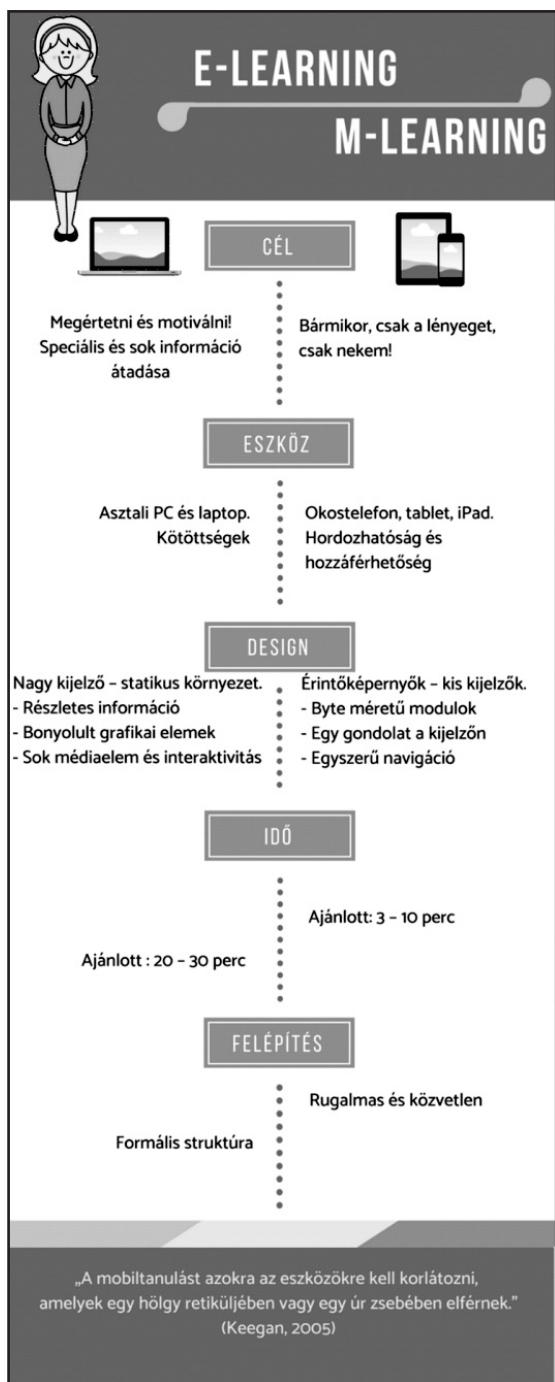 E-LEARNING
M-LEARNING
CÉL
Megértetni és motiválni!
Speciális és sok információ
átadása
Bármikor, csak a lényeget,
csak nekem!
ESZKÖZ
Asztali PC és laptop.
Kötöttségek
Okostelefon, tablet, iPad.
Hordozhatóság és
hozzáférhetőség
DESIGN
Nagy kijelző – statikus környezet.
- Részletes információ
- Bonyolult grafikai elemek
- Sok médiaelem és interaktivitás
Érintőképernyők – kis kijelzők.
- Byte méretű modulok
- Egy gondolat a kijelzőn
- Egyszerű navigáció
IDŐ
Ajánlott : 20 – 30 perc
Ajánlott: 3 – 10 perc
FELÉPÍTÉS
Formális struktúra
Rugalmas és közvetlen
„A mobiltanulást azokra az eszközökre kell korlátozni,
amelyek egy hölgy retiküljében vagy egy úr zsebében elférnek.”
(Keegan, 2005)